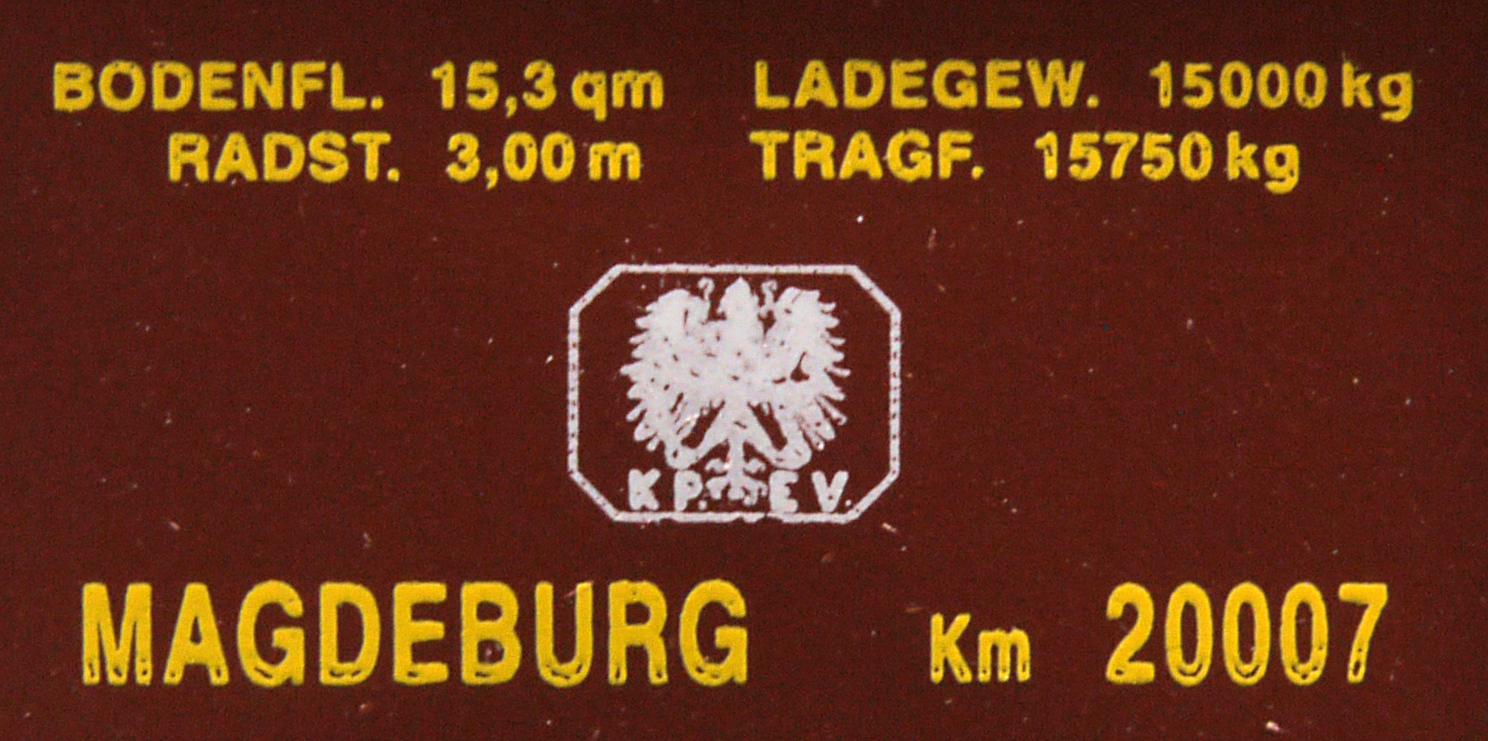 BODENFL. 15,3 qm LADEGEW. 15000 kg
RADST. 3,00 m TRAGF. 15750 kg
K.P. E.V.
MAGDEBURG Km 20007